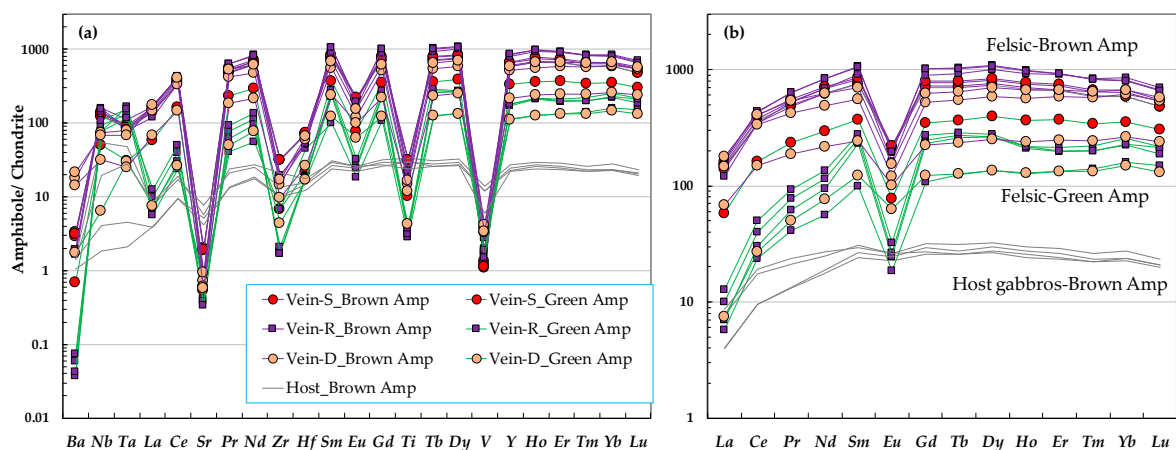 (a)
Amphibole/ Chondrite
1000
100
10
1
0.1
0.01
Vein-S_Brown Amp
Vein-S_Green Amp
Vein-R_Brown Amp
Vein-R_Green Amp
Vein-D_Brown Amp
Vein-D_Green Amp
Host_Brown Amp
Ba Nb Ta La Ce Sr Pr Nd Zr Hf Sm Eu Gd Ti Tb Dy V Y Ho Er Tm Yb Lu
(b)
Felsic-Brown Amp
1000
Felsic-Green Amp
100
Host gabbros-Brown Amp
10
1
La Ce Pr Nd Sm Eu Gd Tb Dy Ho Er Tm Yb Lu